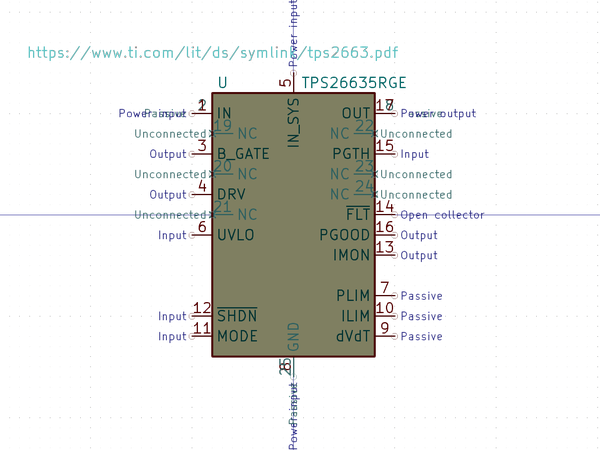 Power input
https://www.ti.com/lit/ds/symlink/tps2663.pdf
U TPS26635RGE
5
IN_SYS
Power input 1 IN OUT 17 Power output
Unconnected 19 NC NC 22 Unconnected
Output 3 B_GATE PGTH 15 Input
Unconnected 20 NC NC 23 Unconnected
Output 4 DRV NC 24 Unconnected
Unconnected 21 NC FLT 14 Open collector
Input 6 UVLO PGOOD 16 Output
IMON 13 Output
PLIM 7 Passive
Input 12 SHDN ILIM 10 Passive
Input 11 MODE dVdT 9 Passive
GND
Power input